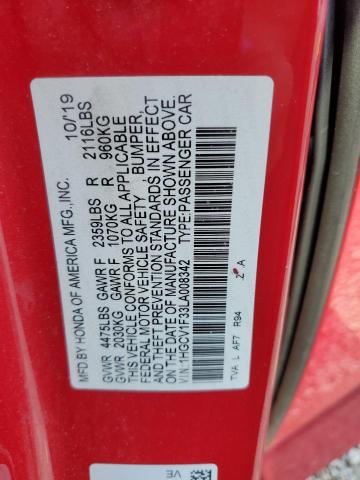 MFD.BY HONDA OF AMERICA MFG.,INC. 10/'19
GVWR 4475LBS GAWR F 2359LBS R 2116LBS
GVWR 2030KG GAWR F 1070KG R 960KG
THIS VEHICLE CONFORMS TO ALL APPLICABLE
FEDERAL MOTOR VEHICLE SAFETY BUMPER,
AND THEFT PREVENTION STANDARDS IN EFFECT
ON THE DATE OF MANUFACTURE SHOWN ABOVE.
V.I.N:1HGCV1F33LA008342 TYPE:PASSENGER CAR
TVA L AF7 R94
A
VE